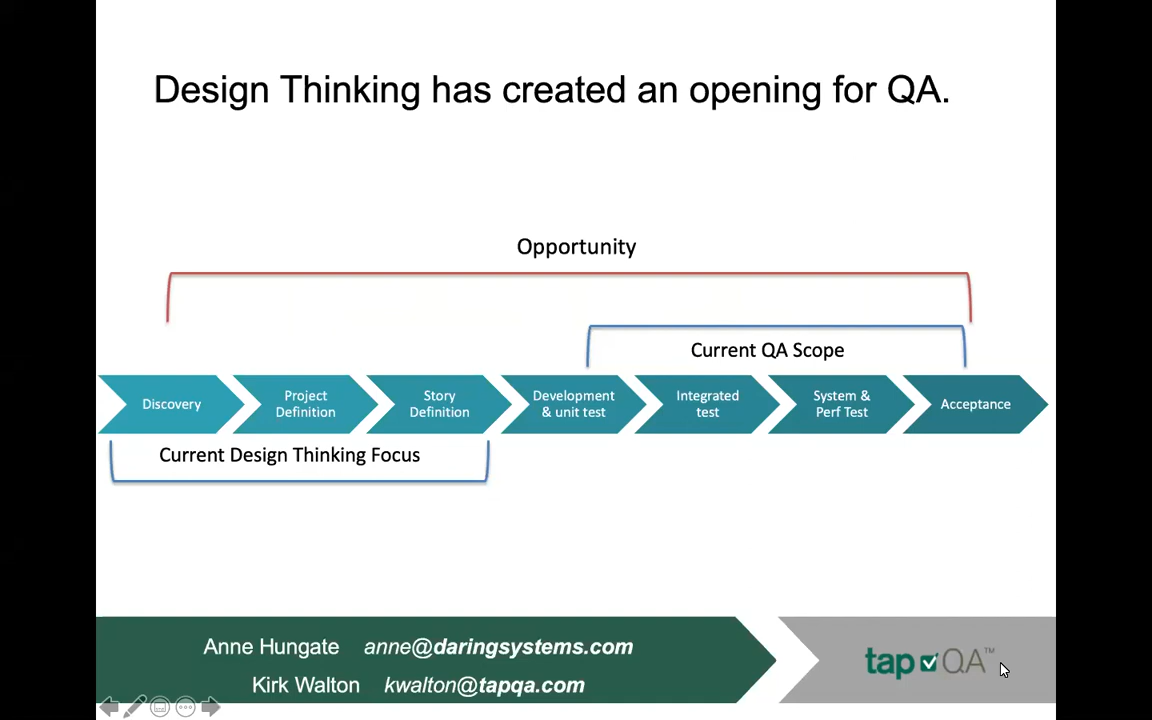 Design Thinking has created an opening for QA.
Opportunity
Current QA Scope
Discovery
Project
Definition
Story
Definition
Development
& unit test
Integrated
test
System &
Perf Test
Acceptance
Current Design Thinking Focus
Anne Hungate anne@daringsystems.com
Kirk Walton kwalton@tapqa.com
tap QA™